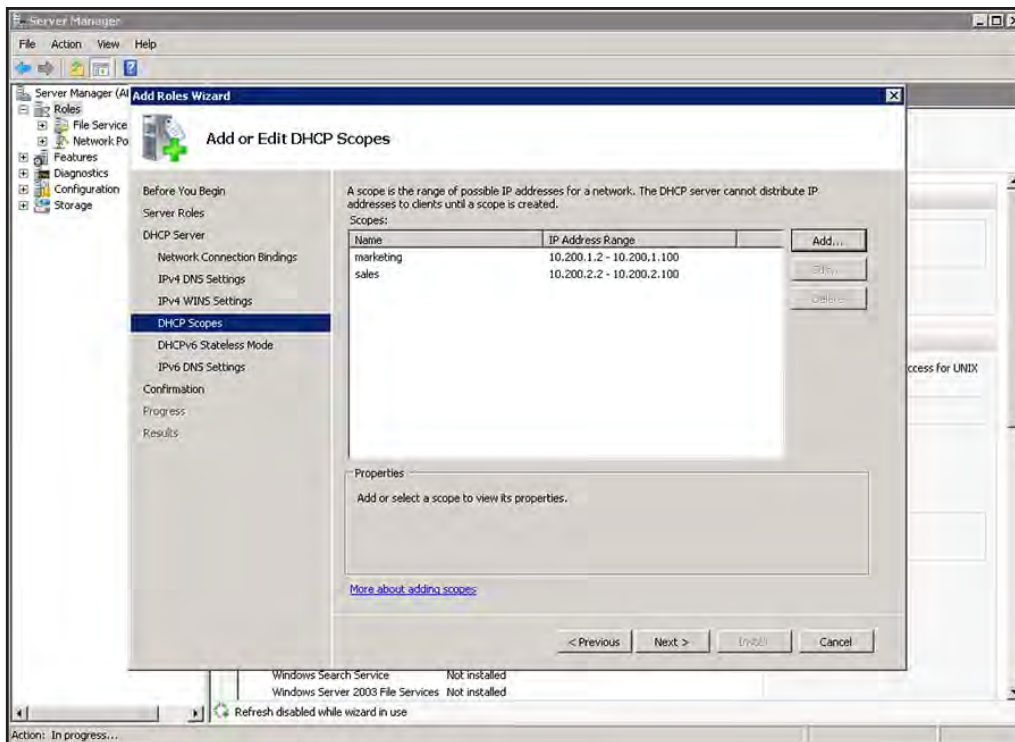 Server Manager
File Action View Help
Server Manager (Al
Roles
File Service
Network Po
Features
Diagnostics
Configuration
Storage
Add Roles Wizard
Add or Edit DHCP Scopes
Before You Begin
Server Roles
DHCP Server
Network Connection Bindings
IPv4 DNS Settings
IPv4 WINS Settings
DHCP Scopes
DHCPv6 Stateless Mode
IPv6 DNS Settings
Confirmation
Progress
Results
A scope is the range of possible IP addresses for a network. The DHCP server cannot distribute IP
addresses to clients until a scope is created.
Scopes:
Name IP Address Range
marketing 10.200.1.2 - 10.200.1.100
sales 10.200.2.2 - 10.200.2.100
Add...
Edit...
Delete
Properties
Add or select a scope to view its properties.
More about adding scopes
< Previous Next > Install Cancel
ccess for UNIX
Windows Search Service Not installed
Windows Server 2003 File Services Not installed
Refresh disabled while wizard in use
Action: In progress...